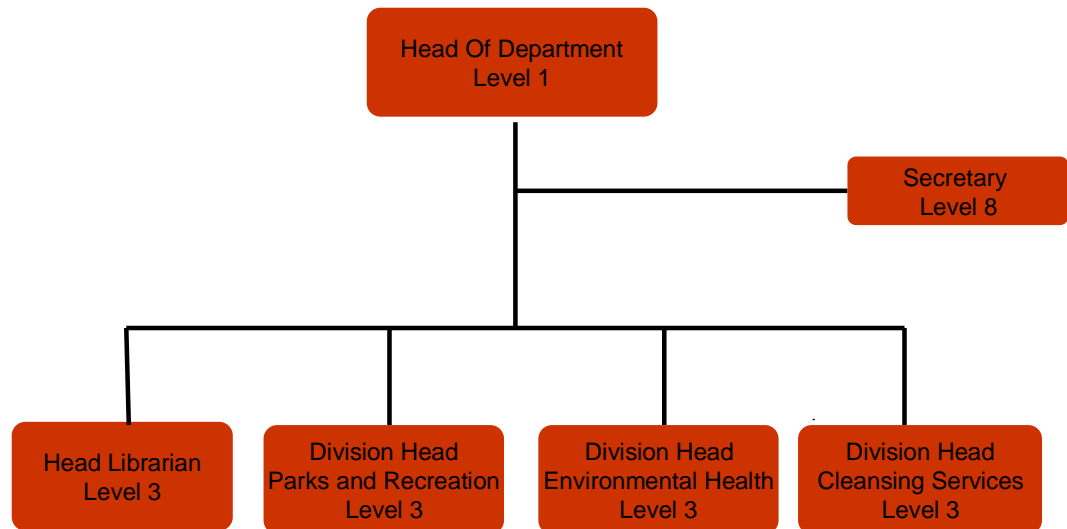 Head Of Department
Level 1
Secretary
Level 8
Head Librarian
Level 3
Division Head
Parks and Recreation
Level 3
Division Head
Environmental Health
Level 3
Division Head
Cleansing Services
Level 3